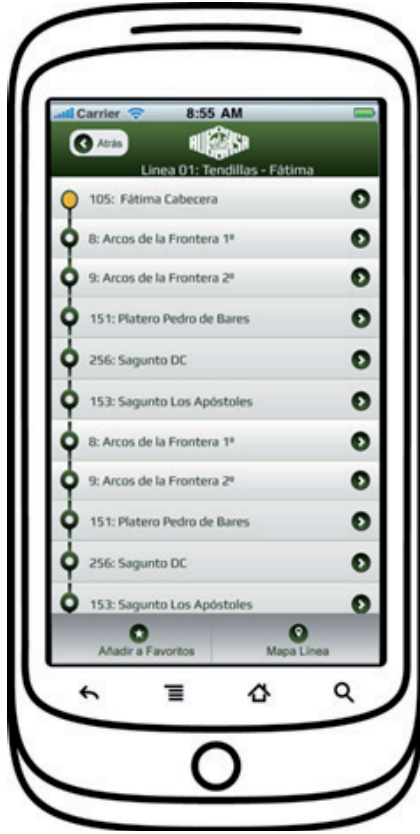 Carrier 8:55 AM
Atrás
AUCORSA
Linea 01: Tendillas - Fátima
105: Fátima Cabecera
8: Arcos de la Frontera 1º
9: Arcos de la Frontera 2º
151: Platero Pedro de Bares
256: Sagunto DC
153: Sagunto Los Apóstoles
8: Arcos de la Frontera 1º
9: Arcos de la Frontera 2º
151: Platero Pedro de Bares
256: Sagunto DC
153: Sagunto Los Apóstoles
Añadir a Favoritos Mapa Línea